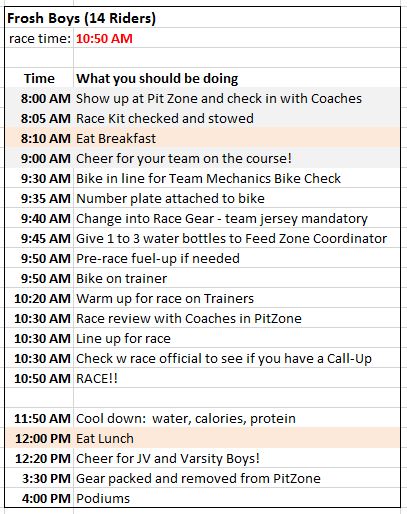 Frosh Boys (14 Riders)
race time: 10:50 AM
Time What you should be doing
8:00 AM Show up at Pit Zone and check in with Coaches
8:05 AM Race Kit checked and stowed
8:10 AM Eat Breakfast
9:00 AM Cheer for your team on the course!
9:30 AM Bike in line for Team Mechanics Bike Check
9:35 AM Number plate attached to bike
9:40 AM Change into Race Gear - team jersey mandatory
9:45 AM Give 1 to 3 water bottles to Feed Zone Coordinator
9:50 AM Pre-race fuel-up if needed
9:50 AM Bike on trainer
10:20 AM Warm up for race on Trainers
10:30 AM Race review with Coaches in PitZone
10:30 AM Line up for race
10:30 AM Check w race official to see if you have a Call-Up
10:50 AM RACE!!
11:50 AM Cool down: water, calories, protein
12:00 PM Eat Lunch
12:20 PM Cheer for JV and Varsity Boys!
3:30 PM Gear packed and removed from PitZone
4:00 PM Podiums